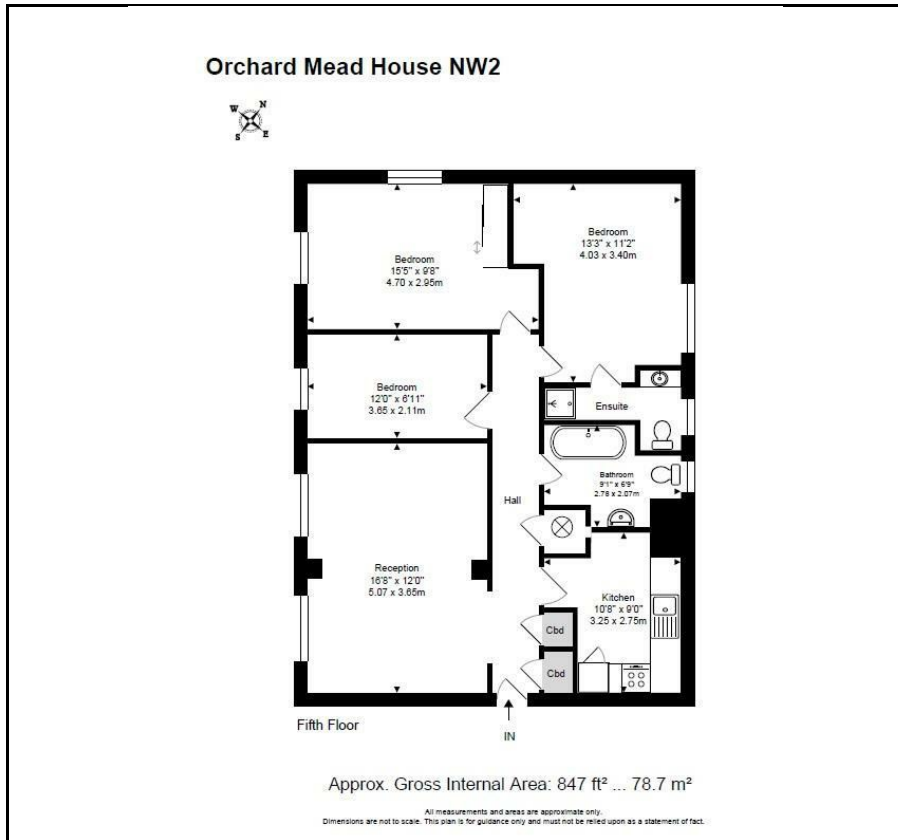 Orchard Mead House NW2
W N
S E
Bedroom
13'3" x 11'2"
4.03 x 3.40m
Bedroom
15'5" x 9'8"
4.70 x 2.95m
Bedroom
12'0" x 6'11"
3.65 x 2.11m
Ensuite
Bathroom
9'1" x 6'9"
2.78 x 2.07m
Hall
Reception
16'8" x 12'0"
5.07 x 3.65m
Kitchen
10'8" x 9'0"
3.25 x 2.75m
Cbd
Cbd
Fifth Floor
IN
Approx. Gross Internal Area: 847 ft² ... 78.7 m²
All measurements and areas are approximate only.
Dimensions are not to scale. This plan is for guidance only and must not be relied upon as a statement of fact.